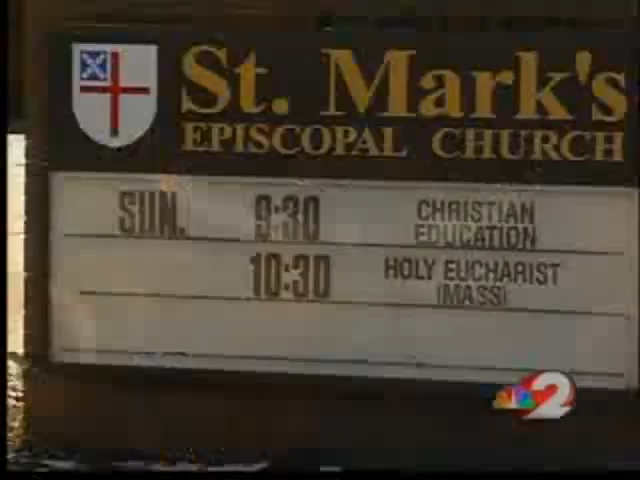 St. Mark's
EPISCOPAL CHURCH
SUN. 9:30 CHRISTIAN
EDUCATION
10:30 HOLY EUCHARIST
(MASS)
2